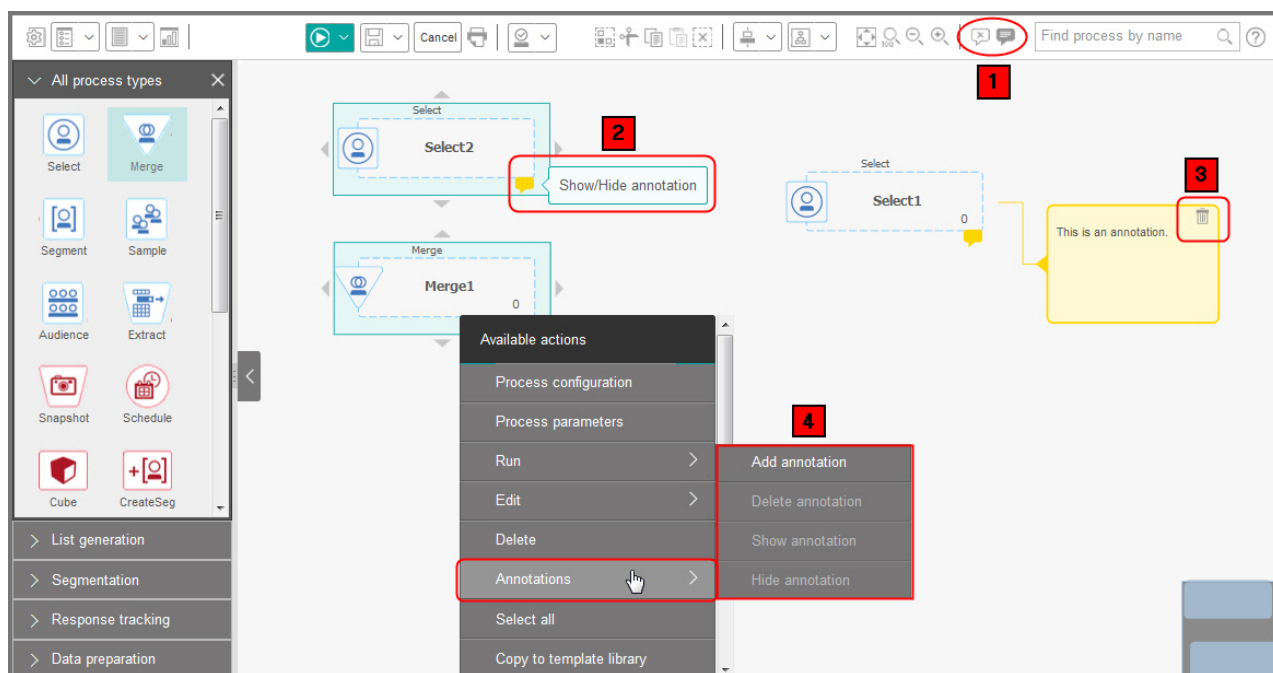 Cancel
100
Find process by name
1
All process types
Select
Merge
Segment
Sample
Audience
Extract
Snapshot
Schedule
Cube
CreateSeg
List generation
Segmentation
Response tracking
Data preparation
Select
Select2
2
Show/Hide annotation
Merge
Merge1
0
Select
Select1
0
3
This is an annotation.
Available actions
Process configuration
Process parameters
Run
Edit
Delete
Annotations
Select all
Copy to template library
4
Add annotation
Delete annotation
Show annotation
Hide annotation